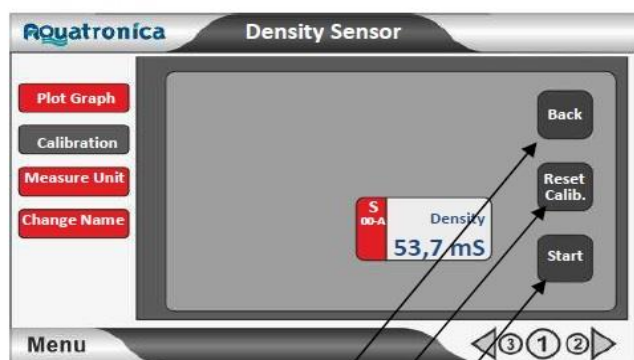 Aquatronica
Density Sensor
Plot Graph
Calibration
Measure Unit
Change Name
Back
Reset
Calib.
Start
S
00-A
Density
53,7 mS
Menu
3 1 2